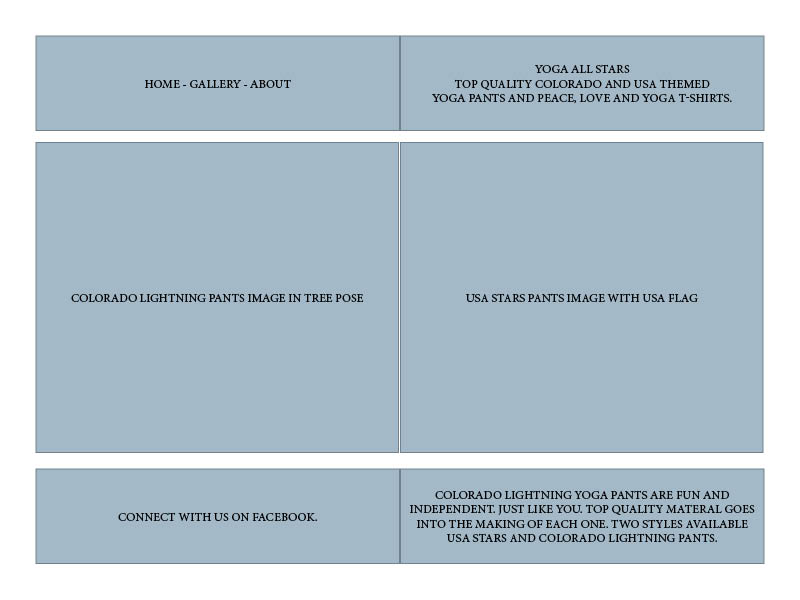 HOME - GALLERY - ABOUT
YOGA ALL STARS
TOP QUALITY COLORADO AND USA THEMED
YOGA PANTS AND PEACE, LOVE AND YOGA T-SHIRTS.
COLORADO LIGHTNING PANTS IMAGE IN TREE POSE
USA STARS PANTS IMAGE WITH USA FLAG
CONNECT WITH US ON FACEBOOK.
COLORADO LIGHTNING YOGA PANTS ARE FUN AND
INDEPENDENT. JUST LIKE YOU. TOP QUALITY MATERAL GOES
INTO THE MAKING OF EACH ONE. TWO STYLES AVAILABLE
USA STARS AND COLORADO LIGHTNING PANTS.